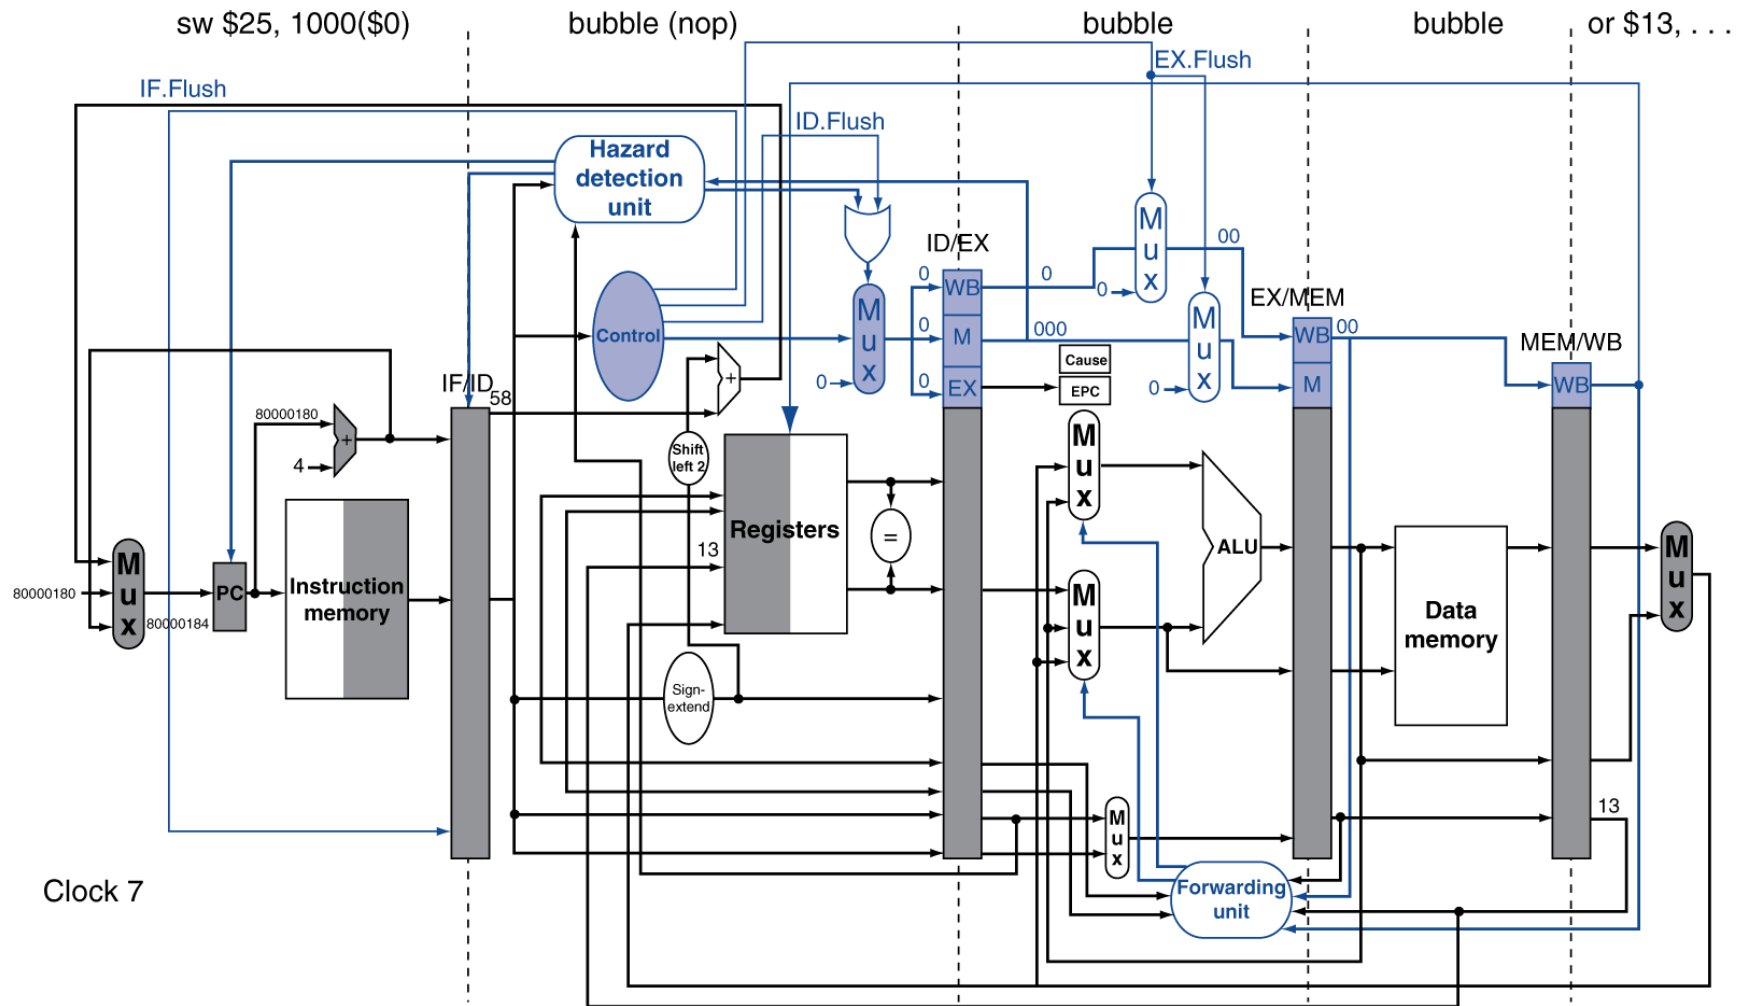 sw $25, 1000($0)
bubble (nop)
bubble
bubble
or $13, . . .
IF.Flush
EX.Flush
ID.Flush
Hazard
detection
unit
ID/EX
M
u
x
0
00
0
WB
0
Control
M
u
x
0
0
M
000
0
EX
M
u
x
0
Cause
EPC
EX/MEM
WB
00
M
MEM/WB
WB
IF/ID
58
+
80000180
+
4
Shift
left 2
M
u
x
Registers
=
13
ALU
M
u
x
80000180
80000184
PC
Instruction
memory
M
u
x
Data
memory
M
u
x
Sign-
extend
M
u
x
13
Forwarding
unit
Clock 7